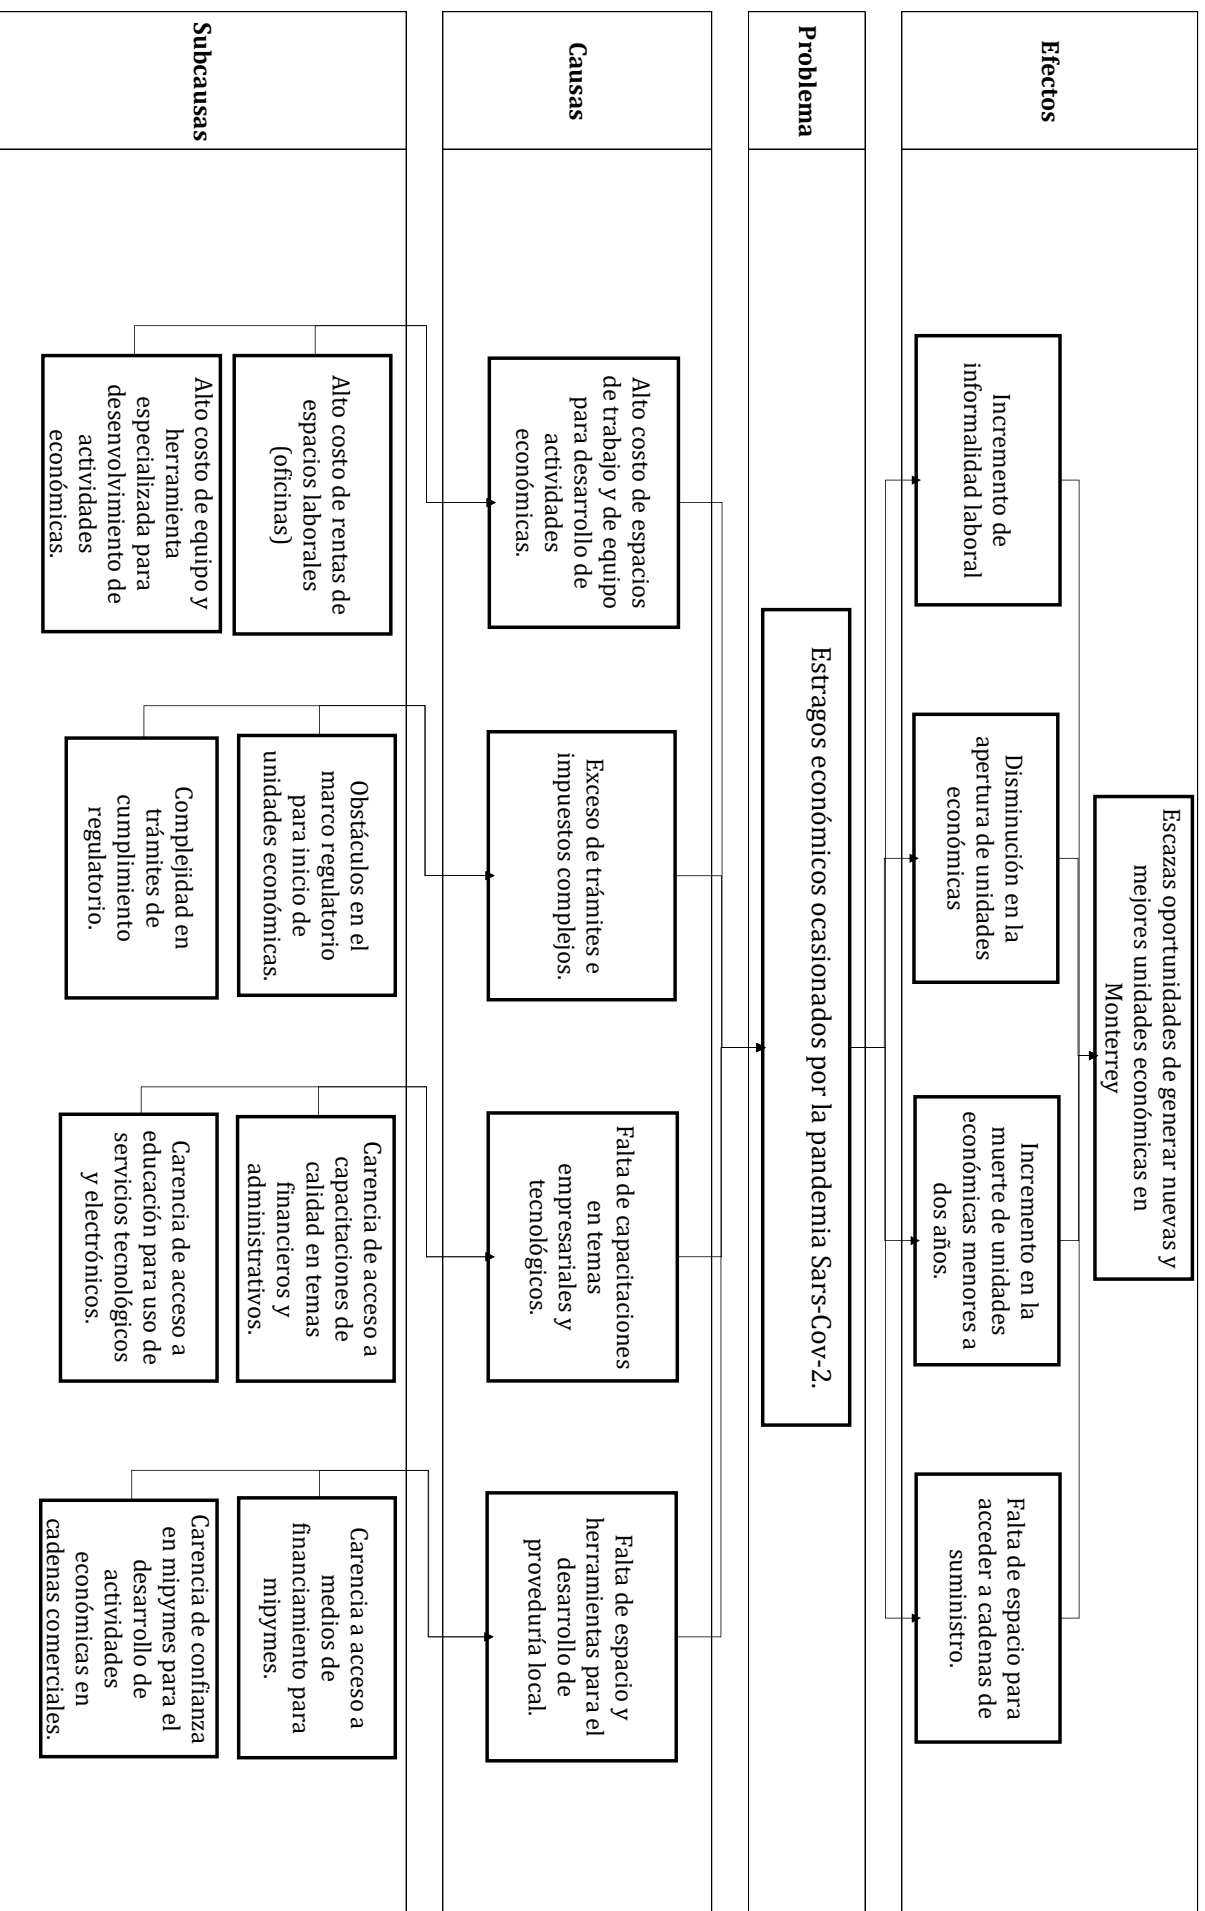 Efectos
Escazas oportunidades de generar nuevas y
mejores unidades económicas en
Monterrey
Incremento de
informalidad laboral
Disminución en la
apertura de unidades
económicas
Incremento en la
muerte de unidades
económicas menores a
dos años.
Falta de espacio para
acceder a cadenas de
suministro.
Problema
Estragos económicos ocasionados por la pandemia Sars-Cov-2.
Causas
Alto costo de espacios
de trabajo y de equipo
para desarrollo de
actividades
económicas.
Exceso de trámites e
impuestos complejos.
Falta de capacitaciones
en temas
empresariales y
tecnológicos.
Falta de espacio y
herramientas para el
desarrollo de
proveduría local.
Subcausas
Alto costo de rentas de
espacios laborales
(oficinas)
Obstáculos en el
marco regulatorio
para inicio de
unidades económicas.
Carencia de acceso a
capacitaciones de
calidad en temas
financieros y
administrativos.
Carencia a acceso a
medios de
financiamiento para
mipymes.
Alto costo de equipo y
herramienta
especializada para
desenvolvimiento de
actividades
económicas.
Complejidad en
trámites de
cumplimiento
regulatorio.
Carencia de acceso a
educación para uso de
servicios tecnológicos
y electrónicos.
Carencia de confianza
en mipymes para el
desarrollo de
actividades
económicas en
cadenas comerciales.